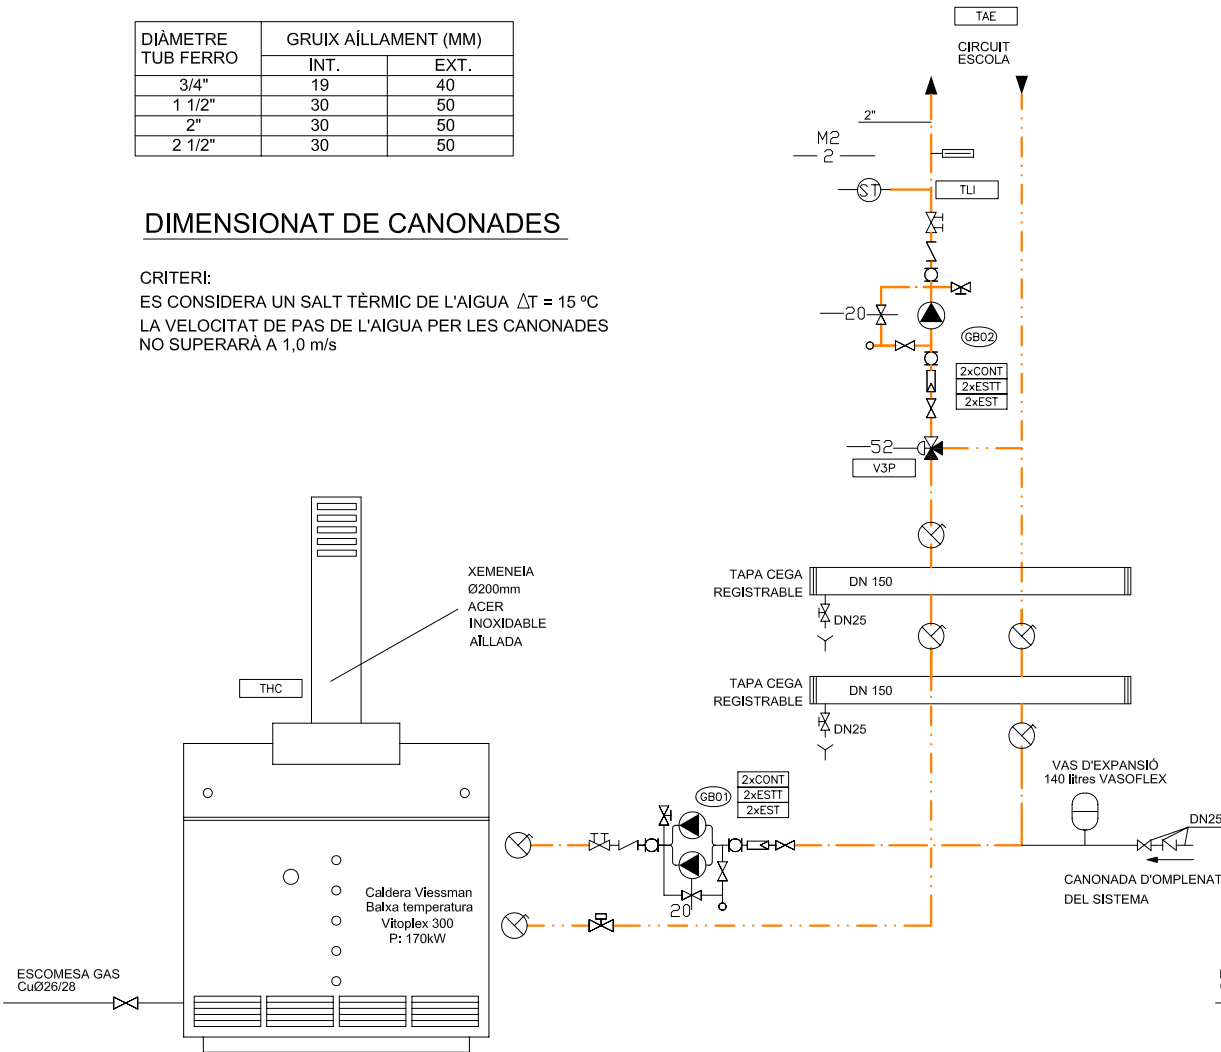 DIÀMETRE
TUB FERRO
GRUIX AÍLLAMENT (MM)
INT.
EXT.
3/4" 19 40
1 1/2" 30 50
2" 30 50
2 1/2" 30 50
DIMENSIONAT DE CANONADES
CRITERI:
ES CONSIDERA UN SALT TÈRMIC DE L'AIGUA △T = 15 ºC
LA VELOCITAT DE PAS DE L'AIGUA PER LES CANONADES
NO SUPERARÀ A 1,0 m/s
TAE
CIRCUIT
ESCOLA
2"
M2
2
ST
TLI
20
GB02
2xCONT
2xESTT
2xEST
52
V3P
TAPA CEGA
REGISTRABLE
DN 150
DN25
TAPA CEGA
REGISTRABLE
DN 150
DN25
XEMENEIA
Ø200mm
ACER
INOXIDABLE
AÏLLADA
THC
GB01
2xCONT
2xESTT
2xEST
20
VAS D'EXPANSIÓ
140 litres VASOFLEX
DN25
CANONADA D'OMPLENAT
DEL SISTEMA
Caldera Viessman
Baixa temperatura
Vitoplex 300
P: 170kW
ESCOMESA GAS
CuØ26/28